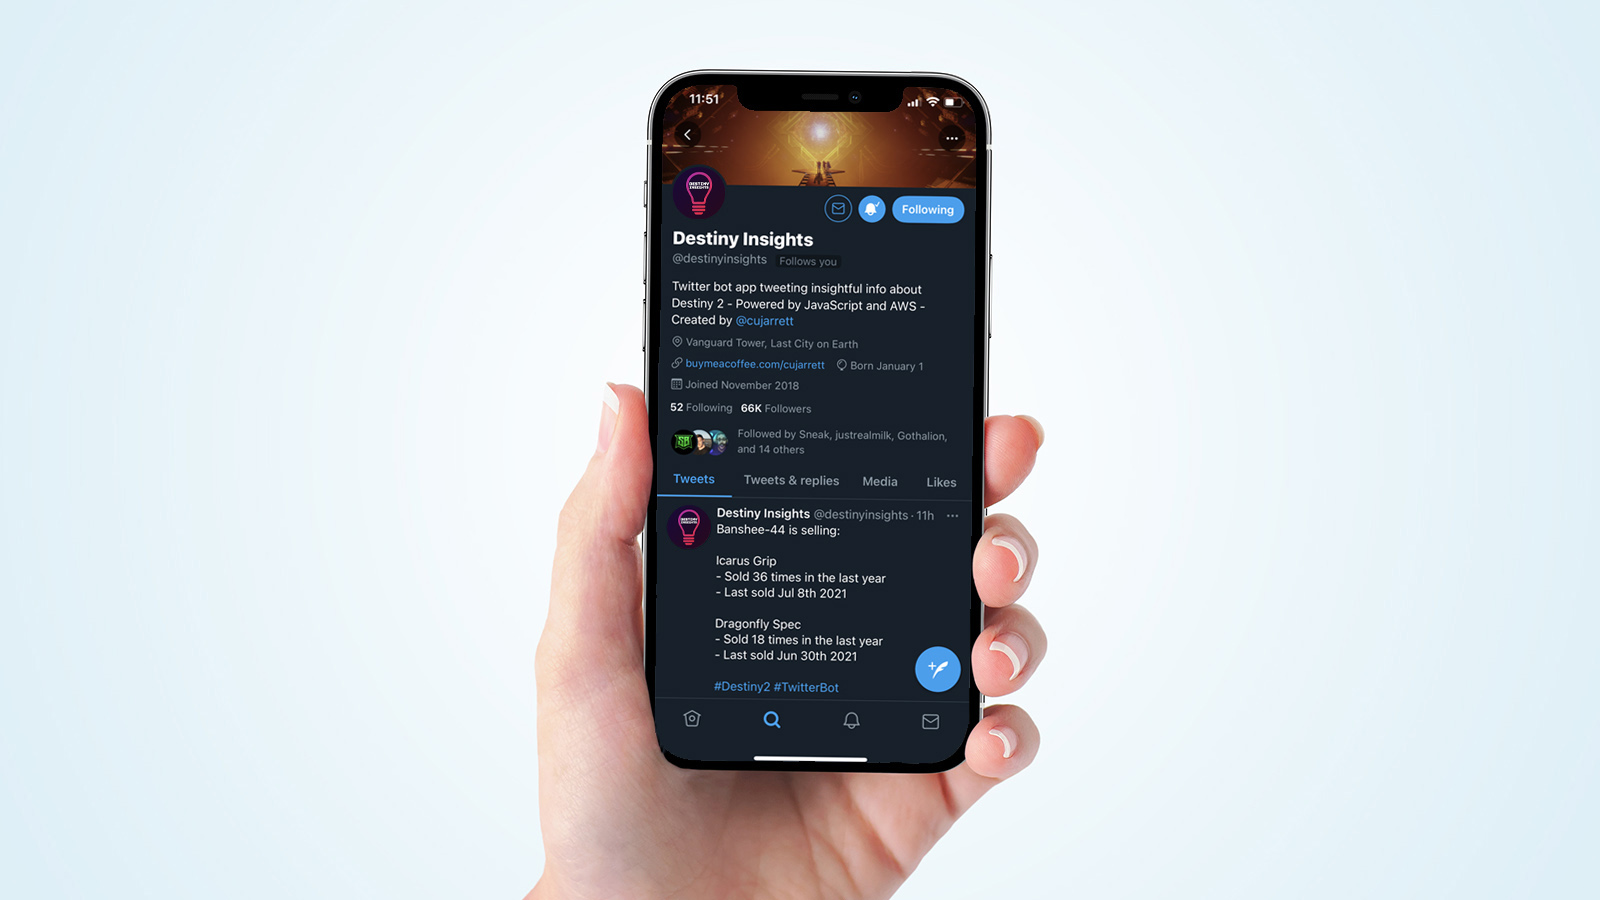 11:51
DESTINY
INSIGHTS
Following
Destiny Insights
@destinyinsights Follows you
Twitter bot app tweeting insightful info about
Destiny 2 - Powered by JavaScript and AWS -
Created by @cujarrett
Vanguard Tower, Last City on Earth
buymeacoffee.com/cujarrett Born January 1
Joined November 2018
52 Following 66K Followers
SB
Followed by Sneak, justrealmilk, Gothalion,
and 14 others
Tweets Tweets & replies Media Likes
DESTINY
INSIGHTS
Destiny Insights @destinyinsights · 11h
Banshee-44 is selling:
Icarus Grip
- Sold 36 times in the last year
- Last sold Jul 8th 2021
Dragonfly Spec
- Sold 18 times in the last year
- Last sold Jun 30th 2021
#Destiny2 #TwitterBot